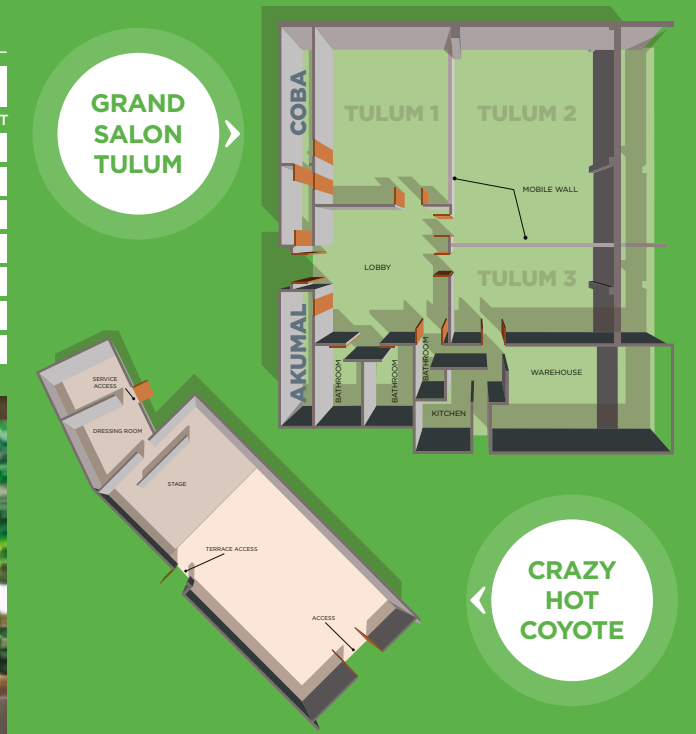 GRAND
SALON
TULUM
T
COBA
TULUM 1
TULUM 2
MOBILE WALL
LOBBY
TULUM 3
AKUMAL
BATHROOM
BATHROOM
BATHROOM
KITCHEN
WAREHOUSE
SERVICE
ACCESS
DRESSING ROOM
STAGE
TERRACE ACCESS
ACCESS
CRAZY
HOT
COYOTE